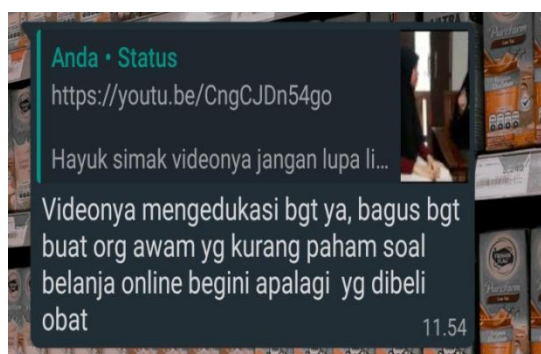 Anda • Status
https://youtu.be/CngCJDn54go
Hayuk simak videonya jangan lupa li...
Videonya mengedukasi bgt ya, bagus bgt
buat org awam yg kurang paham soal
belanja online begini apalagi yg dibeli
obat
11.54